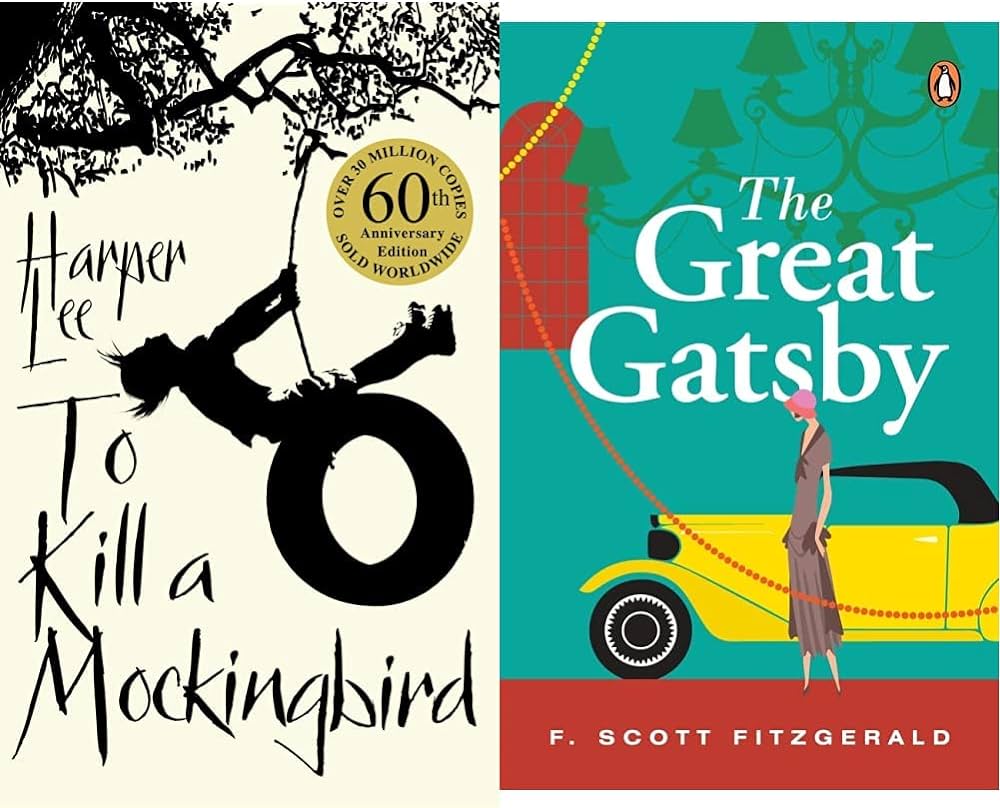 Harper
Lee
To
Kill a
Mockingbird
OVER 30 MILLION COPIES
60th
Anniversary
Edition
SOLD WORLDWIDE
The
Great
Gatsby
F. SCOTT FITZGERALD